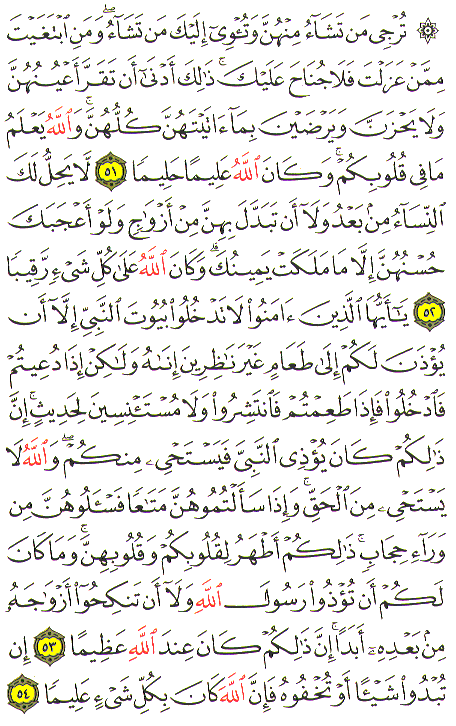 ۞ تُرْجِى مَن تَشَآءُ مِنْهُنَّ وَتُـْٔوِىٓ إِلَيْكَ مَن تَشَآءُ ۖ وَمَنِ ٱبْتَغَيْتَ
مِمَّنْ عَزَلْتَ فَلَا جُنَاحَ عَلَيْكَ ۚ ذَٰلِكَ أَدْنَىٰٓ أَن تَقَرَّ أَعْيُنُهُنَّ
وَلَا يَحْزَنَّ وَيَرْضَيْنَ بِمَآ ءَاتَيْتَهُنَّ كُلُّهُنَّ ۚ وَٱللَّهُ يَعْلَمُ
مَا فِى قُلُوبِكُمْ ۚ وَكَانَ ٱللَّهُ عَلِيمًا حَلِيمًا ٥١ لَّا يَحِلُّ لَكَ
ٱلنِّسَآءُ مِنۢ بَعْدُ وَلَآ أَن تَبَدَّلَ بِهِنَّ مِنْ أَزْوَٰجٍ وَلَوْ أَعْجَبَكَ
حُسْنُهُنَّ إِلَّا مَا مَلَكَتْ يَمِينُكَ ۗ وَكَانَ ٱللَّهُ عَلَىٰ كُلِّ شَىْءٍ رَّقِيبًا
٥٢ يَـٰٓأَيُّهَا ٱلَّذِينَ ءَامَنُوا۟ لَا تَدْخُلُوا۟ بُيُوتَ ٱلنَّبِىِّ إِلَّآ أَن
يُؤْذَنَ لَكُمْ إِلَىٰ طَعَامٍ غَيْرَ نَـٰظِرِينَ إِنَىٰهُ وَلَـٰكِنْ إِذَا دُعِيتُمْ
فَٱدْخُلُوا۟ فَإِذَا طَعِمْتُمْ فَٱنتَشِرُوا۟ وَلَا مُسْتَـْٔنِسِينَ لِحَدِيثٍ ۚ إِنَّ
ذَٰلِكُمْ كَانَ يُؤْذِى ٱلنَّبِىَّ فَيَسْتَحْىِۦ مِنكُمْ ۖ وَٱللَّهُ لَا
يَسْتَحْىِۦ مِنَ ٱلْحَقِّ ۚ وَإِذَا سَأَلْتُمُوهُنَّ مَتَـٰعًا فَسْـَٔلُوهُنَّ مِن
وَرَآءِ حِجَابٍ ۚ ذَٰلِكُمْ أَطْهَرُ لِقُلُوبِكُمْ وَقُلُوبِهِنَّ ۚ وَمَا كَانَ
لَكُمْ أَن تُؤْذُوا۟ رَسُولَ ٱللَّهِ وَلَآ أَن تَنكِحُوٓا۟ أَزْوَٰجَهُۥ
مِنۢ بَعْدِهِۦٓ أَبَدًا ۚ إِنَّ ذَٰلِكُمْ كَانَ عِندَ ٱللَّهِ عَظِيمًا ٥٣ إِن
تُبْدُوا۟ شَيْـًٔا أَوْ تُخْفُوهُ فَإِنَّ ٱللَّهَ كَانَ بِكُلِّ شَىْءٍ عَلِيمًا ٥٤